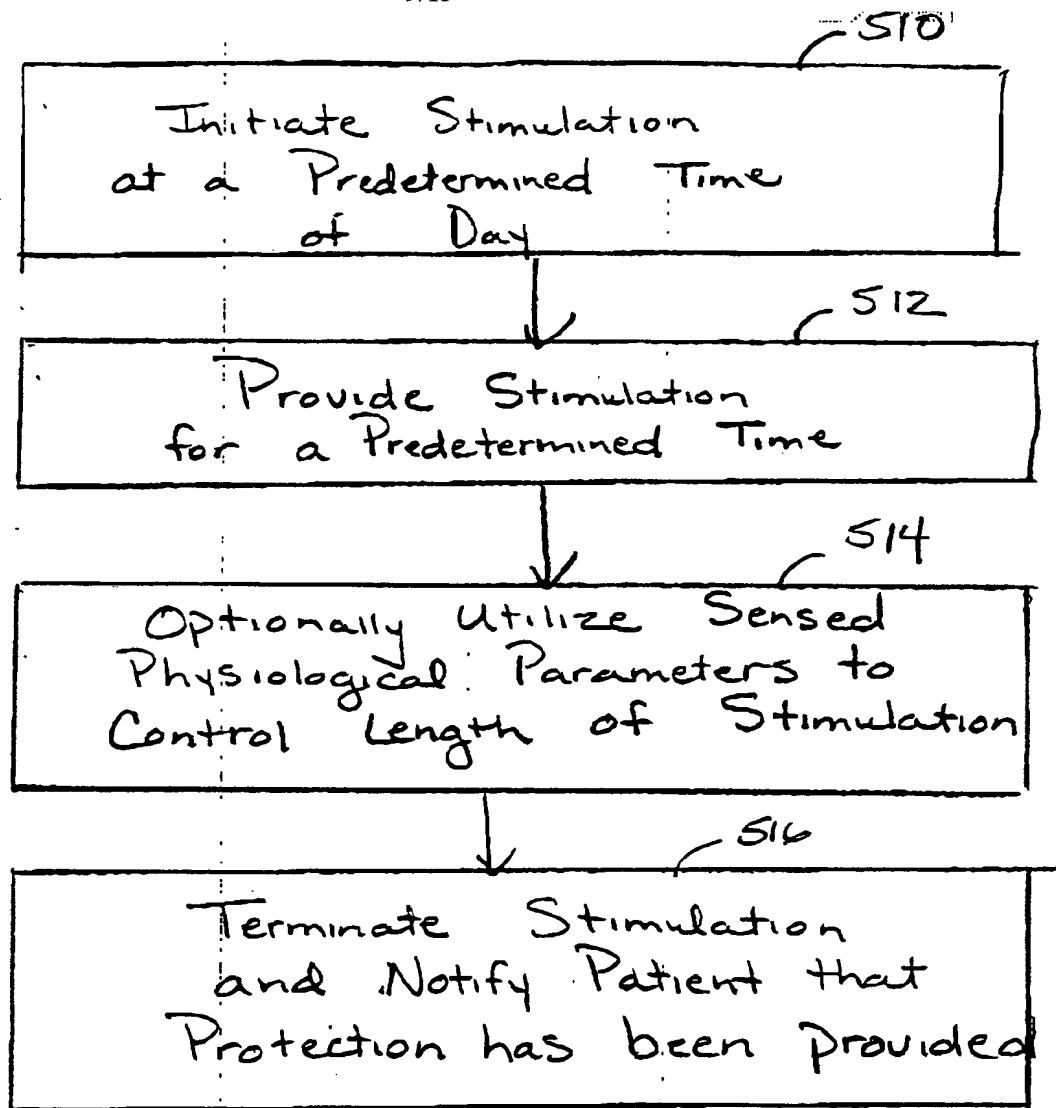 510
Initiate Stimulation
at a Predetermined Time
of Day
512
Provide Stimulation
for a Predetermined Time
514
Optionally Utilize Sensed
Physiological Parameters to
Control Length of Stimulation
516
Terminate Stimulation
and Notify Patient that
Protection has been provided